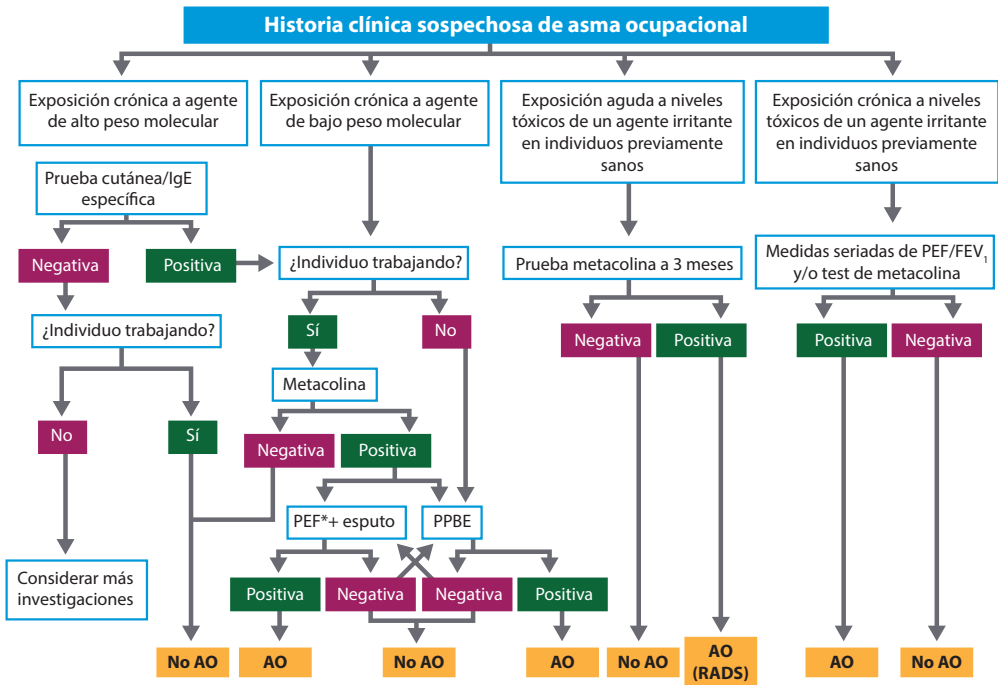 Historia clínica sospechosa de asma ocupacional
Exposición crónica a agente
de alto peso molecular
Exposición crónica a agente
de bajo peso molecular
Exposición aguda a niveles
tóxicos de un agente irritante
en individuos previamente
sanos
Exposición crónica a niveles
tóxicos de un agente irritante
en individuos previamente
sanos
Prueba cutánea/IgE
específica
Negativa
Positiva
¿Individuo trabajando?
Prueba metacolina a 3 meses
Medidas seriadas de PEF/FEV₁
y/o test de metacolina
¿Individuo trabajando?
Sí
No
Negativa
Positiva
Positiva
Negativa
Metacolina
No
Sí
Negativa
Positiva
PEF*+ esputo
PPBE
Considerar más
investigaciones
Positiva
Negativa
Negativa
Positiva
No AO
AO
No AO
AO
No AO
AO
(RADS)
AO
No AO